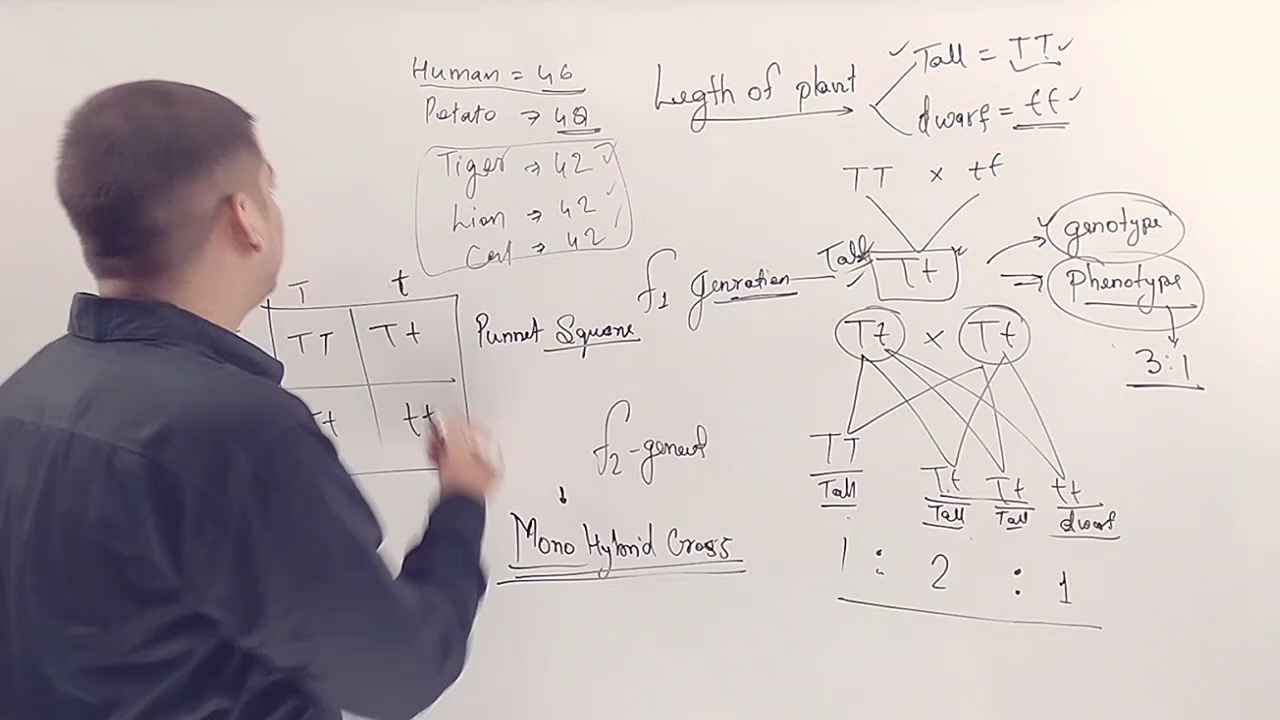 Human = 46
Potato → 48
Tiger → 42
Lion → 42
Cat → 42
Length of plant
Tall = TT
dwarf = tt
TT × tt
Tall
Tt
f1 Genration
genotype
phenotype
3:1
T t
TT Tt
tt
Punnet Square
Tt × Tt
f2-generat
TT Tt Tt tt
Tall Tall Tall dwarf
1 : 2 : 1
Mono Hybrid Cross